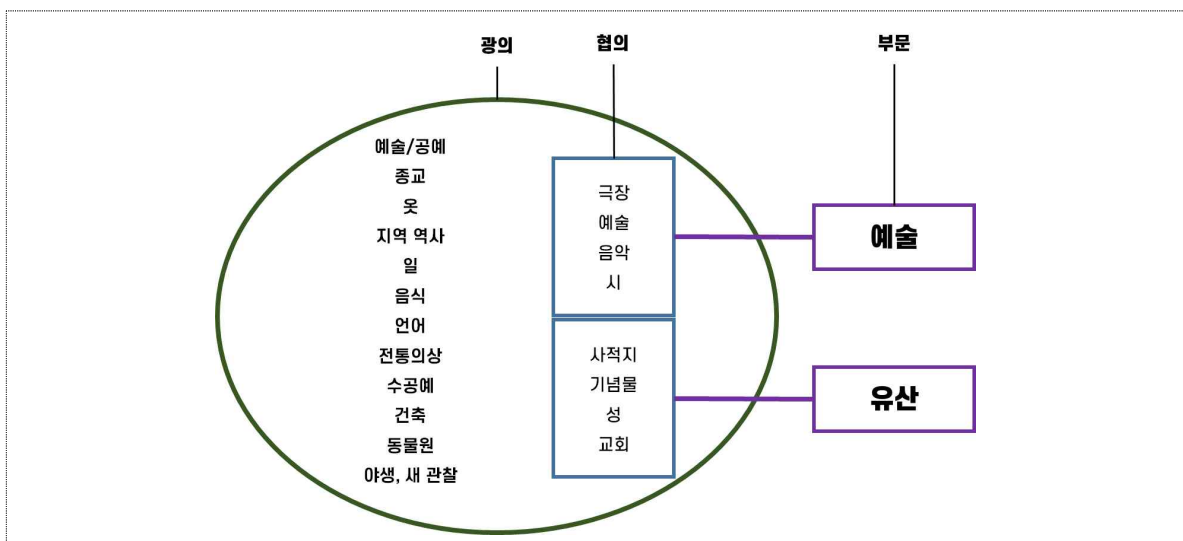 광의
협의
부문
예술/공예
종교
옷
지역 역사
일
음식
언어
전통의상
수공예
건축
동물원
야생, 새 관찰
극장
예술
음악
시
사적지
기념물
성
교회
예술
유산